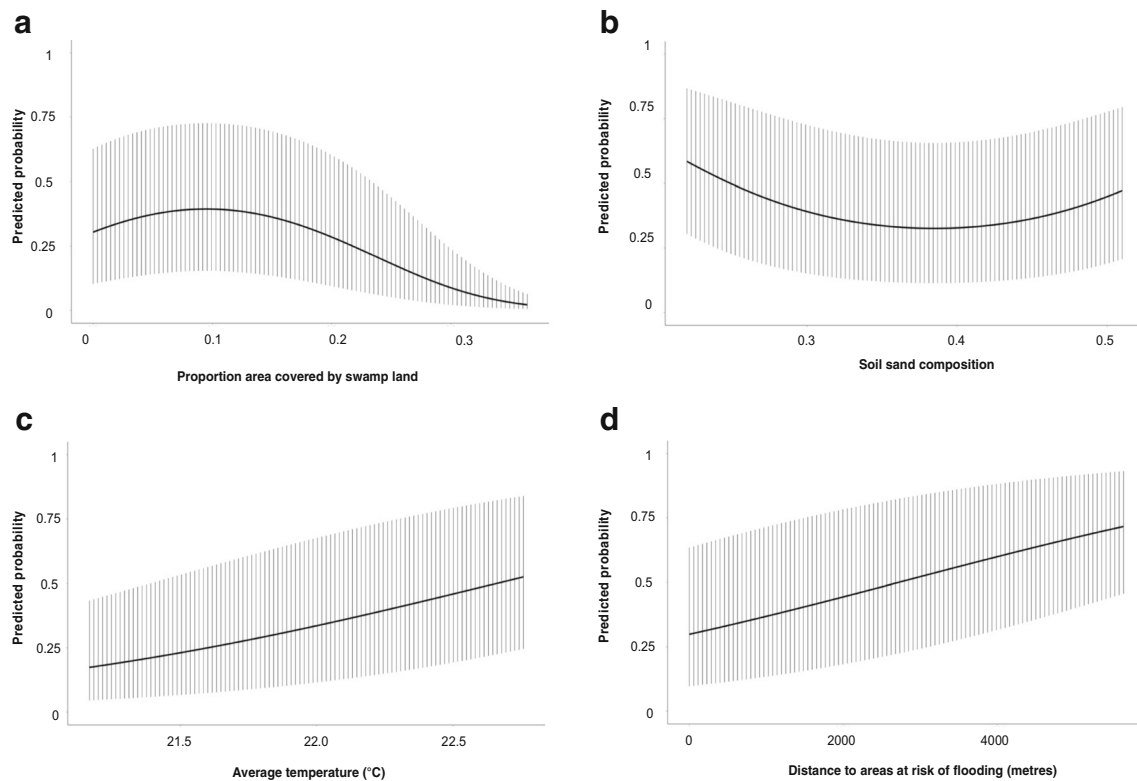 a
1
0.75
0.5
0.25
0
Predicted probability
0
0.1
0.2
0.3
Proportion area covered by swamp land
b
1
0.75
0.5
0.25
0
Predicted probability
0.3
0.4
0.5
Soil sand composition
c
1
0.75
0.5
0.25
0
Predicted probability
21.5
22.0
22.5
Average temperature (°C)
d
1
0.75
0.5
0.25
0
Predicted probability
0
2000
4000
Distance to areas at risk of flooding (metres)